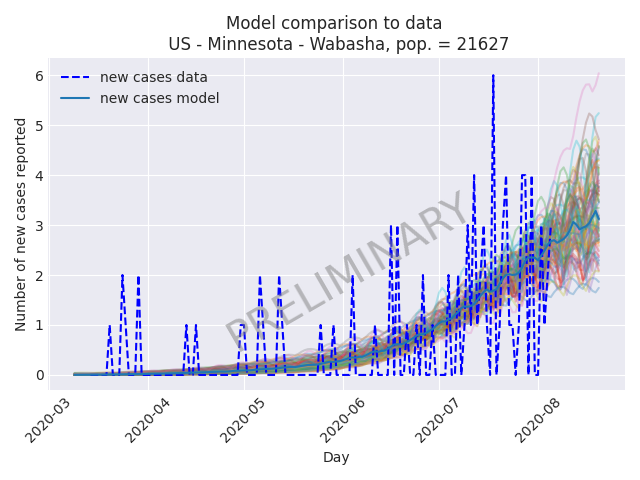 Model comparison to data
US - Minnesota - Wabasha, pop. = 21627
new cases data
new cases model
PRELIMINARY
Number of new cases reported
6
5
4
3
2
1
0
2020-03
2020-04
2020-05
2020-06
2020-07
2020-08
Day